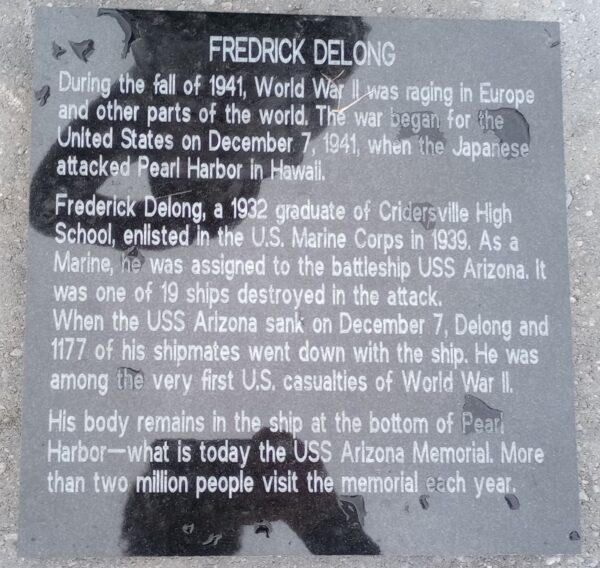 FREDRICK DELONG
During the fall of 1941, World War II was raging in Europe
and other parts of the world. The war began for the
United States on December 7, 1941, when the Japanese
attacked Pearl Harbor in Hawaii.
Frederick Delong, a 1932 graduate of Cridersville High
School, enlisted in the U.S. Marine Corps in 1939. As a
Marine, he was assigned to the battleship USS Arizona. It
was one of 19 ships destroyed in the attack.
When the USS Arizona sank on December 7, Delong and
1177 of his shipmates went down with the ship. He was
among the very first U.S. casualties of World War II.
His body remains in the ship at the bottom of Pearl
Harbor—what is today the USS Arizona Memorial. More
than two million people visit the memorial each year.